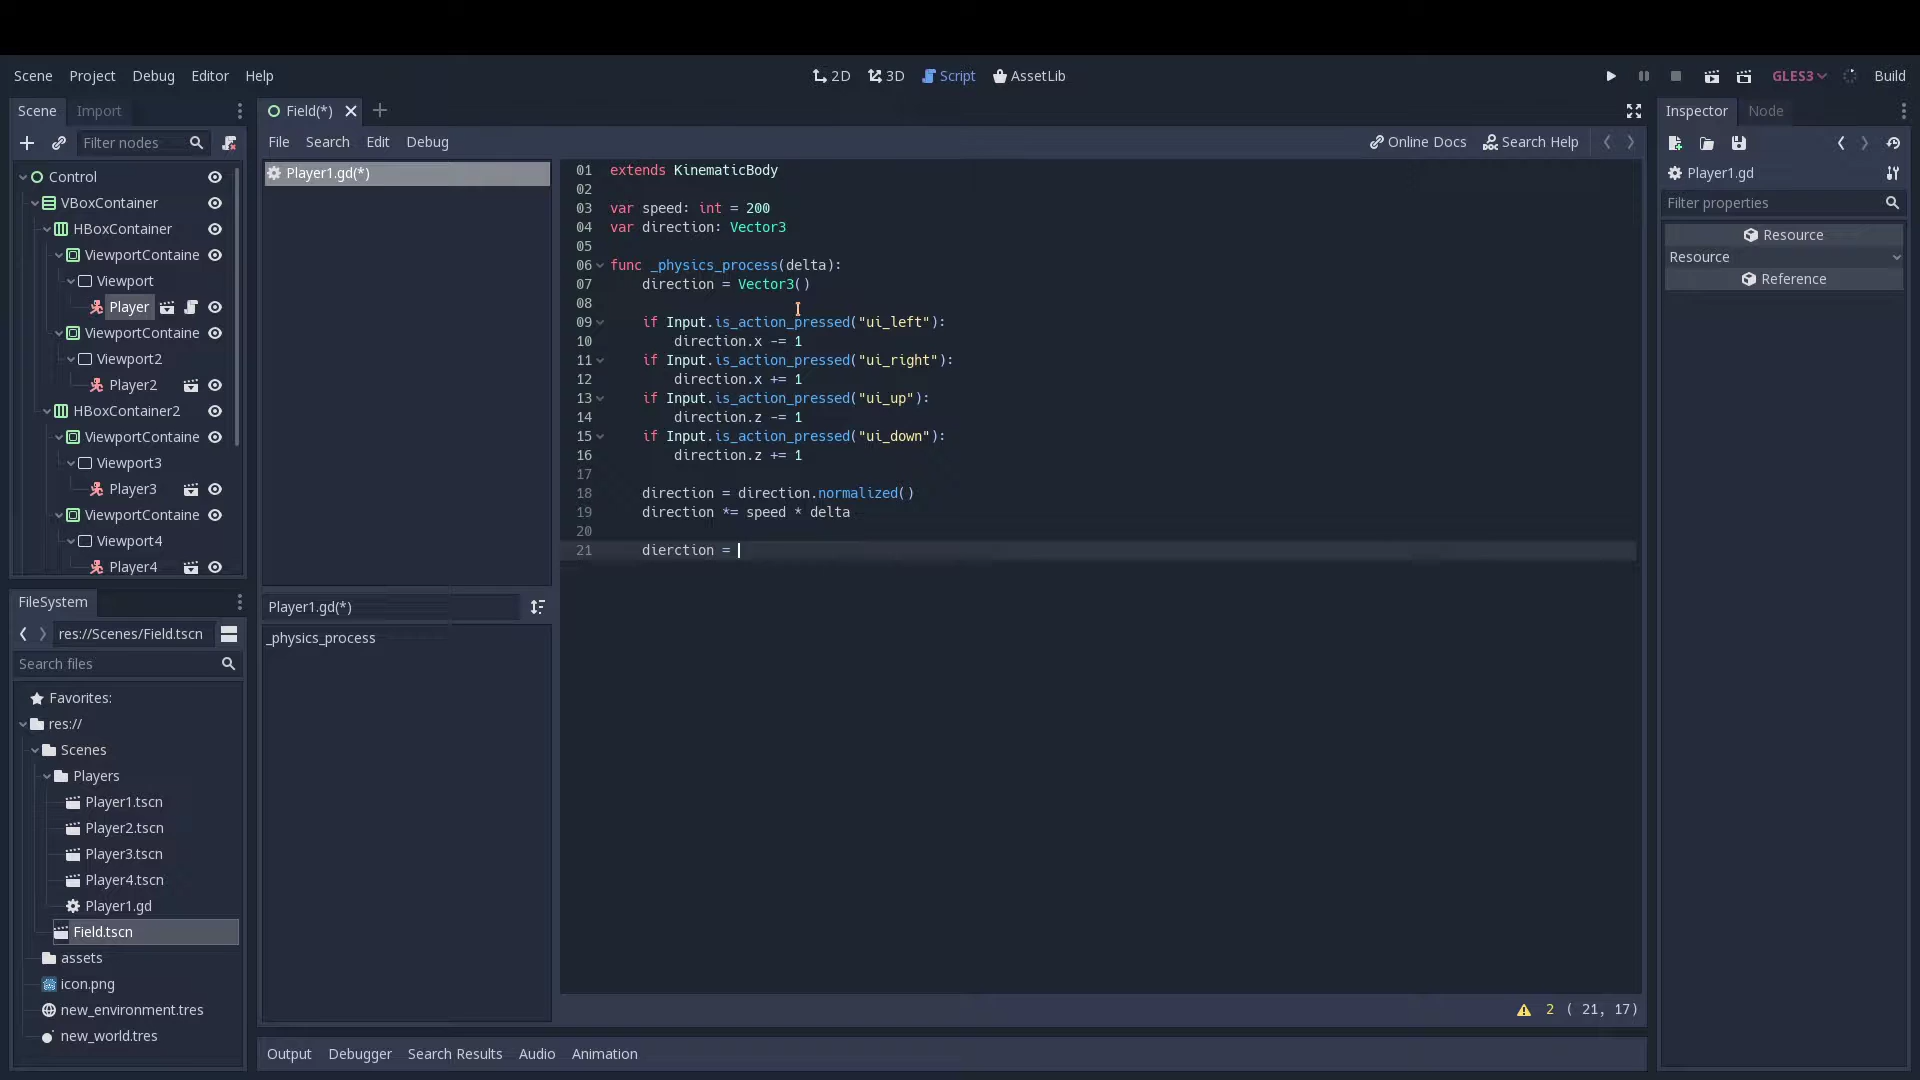 Scene Project Debug Editor Help
2D 3D Script AssetLib
GLES3 Build
Scene Import
Filter nodes
Control
VBoxContainer
HBoxContainer
ViewportContaine
Viewport
Player
ViewportContaine
Viewport2
Player2
HBoxContainer2
ViewportContaine
Viewport3
Player3
ViewportContaine
Viewport4
Player4
FileSystem
res://Scenes/Field.tscn
Search files
Favorites:
res://
Scenes
Players
Player1.tscn
Player2.tscn
Player3.tscn
Player4.tscn
Player1.gd
Field.tscn
assets
icon.png
new_environment.tres
new_world.tres
Field(*)
File Search Edit Debug
Online Docs Search Help
Player1.gd(*)
Player1.gd(*)
_physics_process
01 extends KinematicBody
02
03 var speed: int = 200
04 var direction: Vector3
05
06 func _physics_process(delta):
07 direction = Vector3()
08
09 if Input.is_action_pressed("ui_left"):
10 direction.x -= 1
11 if Input.is_action_pressed("ui_right"):
12 direction.x += 1
13 if Input.is_action_pressed("ui_up"):
14 direction.z -= 1
15 if Input.is_action_pressed("ui_down"):
16 direction.z += 1
17
18 direction = direction.normalized()
19 direction *= speed * delta
20
21 dierction =
2 ( 21, 17)
Output Debugger Search Results Audio Animation
Inspector Node
Player1.gd
Filter properties
Resource
Resource
Reference